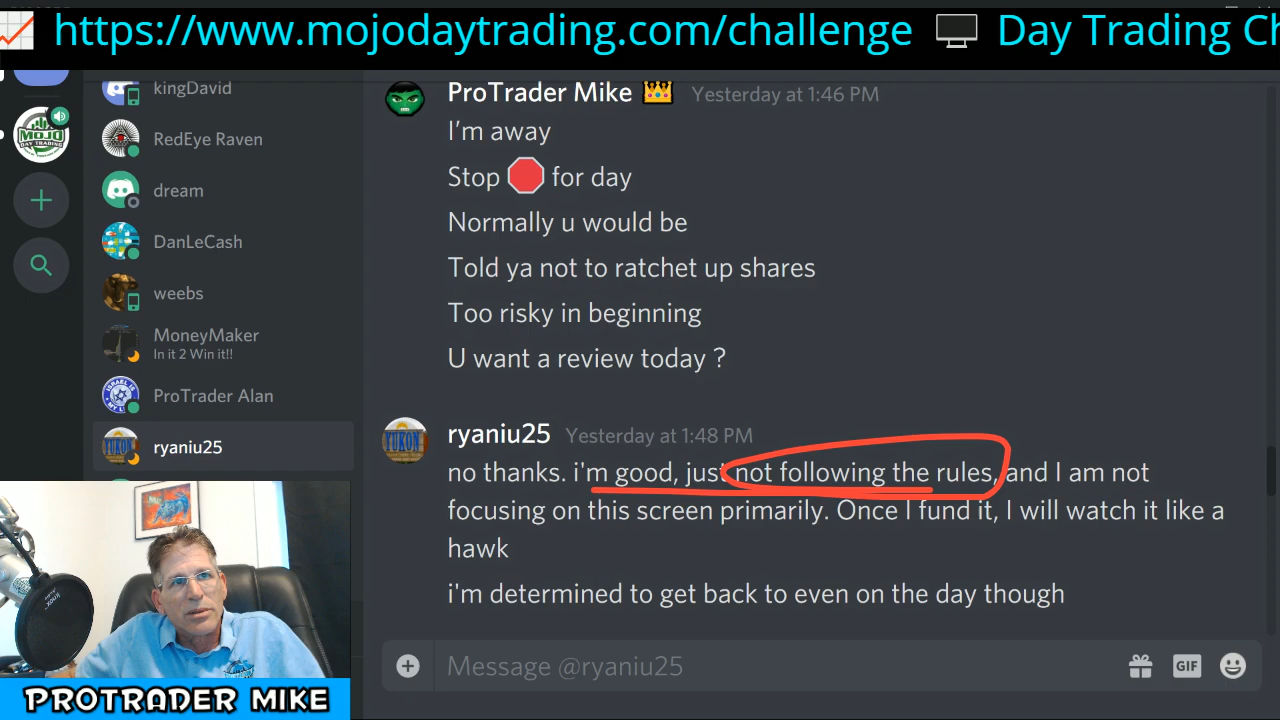 https://www.mojodaytrading.com/challenge Day Trading Ch
kingDavid
RedEye Raven
dream
DanLeCash
weebs
MoneyMaker
In it 2 Win it!!
ProTrader Alan
ryaniu25
MOJO
DAY TRADING
ProTrader Mike Yesterday at 1:46 PM
I'm away
Stop for day
Normally u would be
Told ya not to ratchet up shares
Too risky in beginning
U want a review today ?
YUKON
ryaniu25 Yesterday at 1:48 PM
no thanks. i'm good, just not following the rules, and I am not
focusing on this screen primarily. Once I fund it, I will watch it like a
hawk
i'm determined to get back to even on the day though
Message @ryaniu25
GIF
PROTRADER MIKE